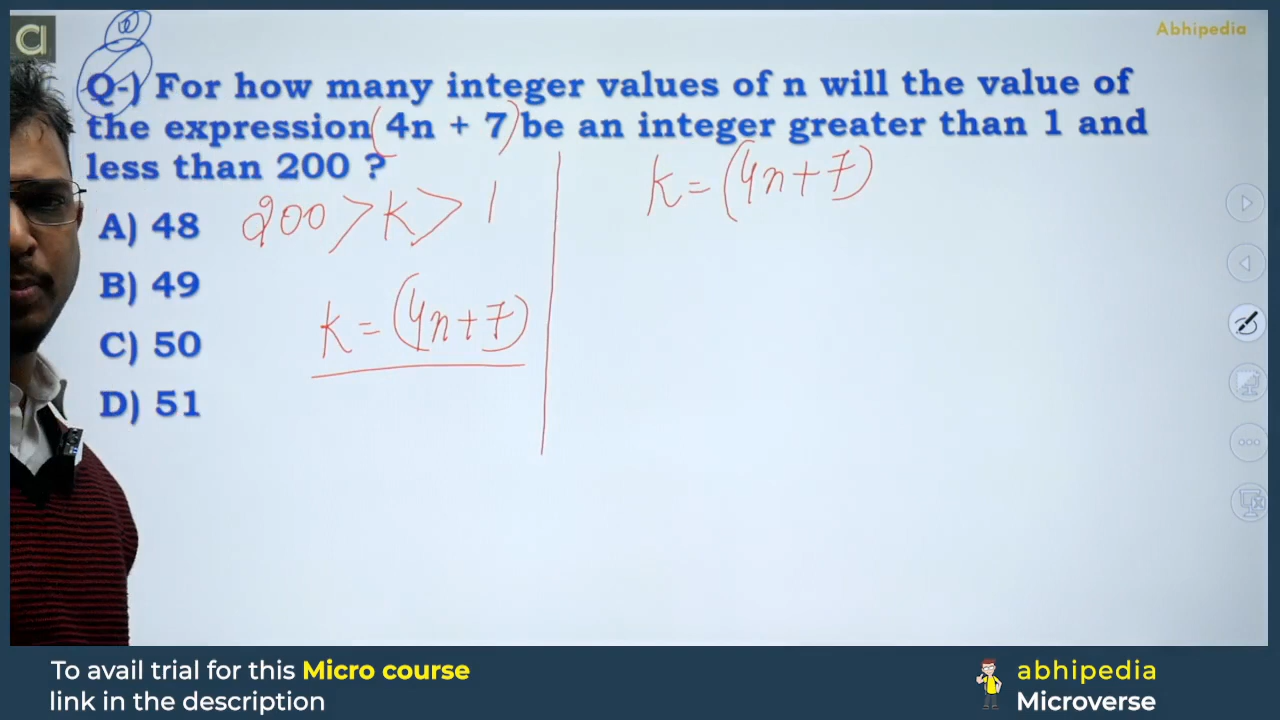 Abhipedia
Q-) For how many integer values of n will the value of
the expression (4n + 7) be an integer greater than 1 and
less than 200 ?
A) 48
B) 49
C) 50
D) 51
200 > k > 1
k = (4n+7)
k = (4n+7)
To avail trial for this Micro course
link in the description
abhipedia
Microverse